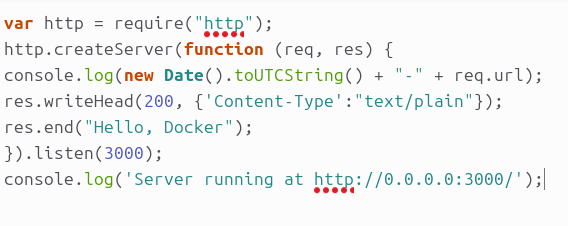 var http = require("http");
http.createServer(function (req, res) {
console.log(new Date().toUTCString() + "-" + req.url);
res.writeHead(200, {'Content-Type':"text/plain"});
res.end("Hello, Docker");
}).listen(3000);
console.log('Server running at http://0.0.0.0:3000/');